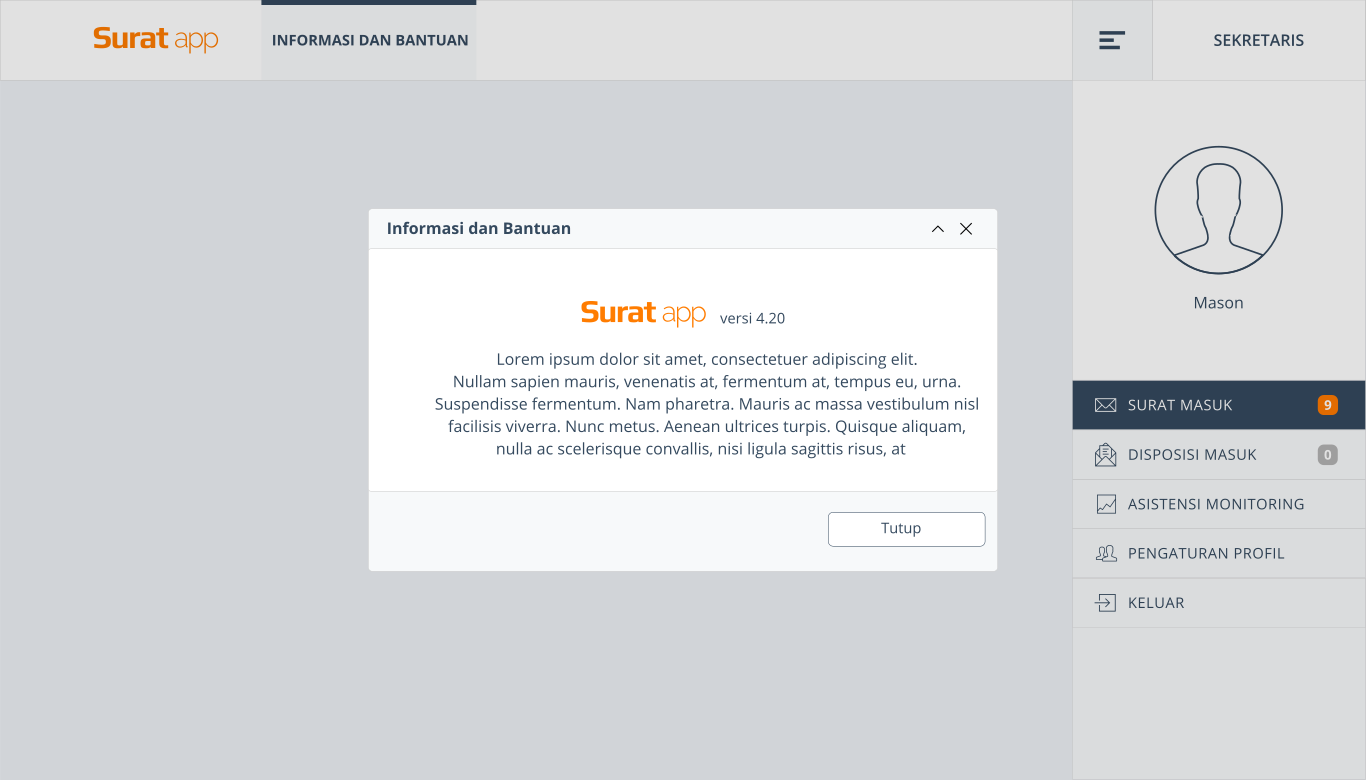 Surat app
INFORMASI DAN BANTUAN
SEKRETARIS
Mason
SURAT MASUK 9
DISPOSISI MASUK 0
ASISTENSI MONITORING
PENGATURAN PROFIL
KELUAR
Informasi dan Bantuan
Surat app versi 4.20
Lorem ipsum dolor sit amet, consectetuer adipiscing elit.
Nullam sapien mauris, venenatis at, fermentum at, tempus eu, urna.
Suspendisse fermentum. Nam pharetra. Mauris ac massa vestibulum nisl
facilisis viverra. Nunc metus. Aenean ultrices turpis. Quisque aliquam,
nulla ac scelerisque convallis, nisi ligula sagittis risus, at
Tutup